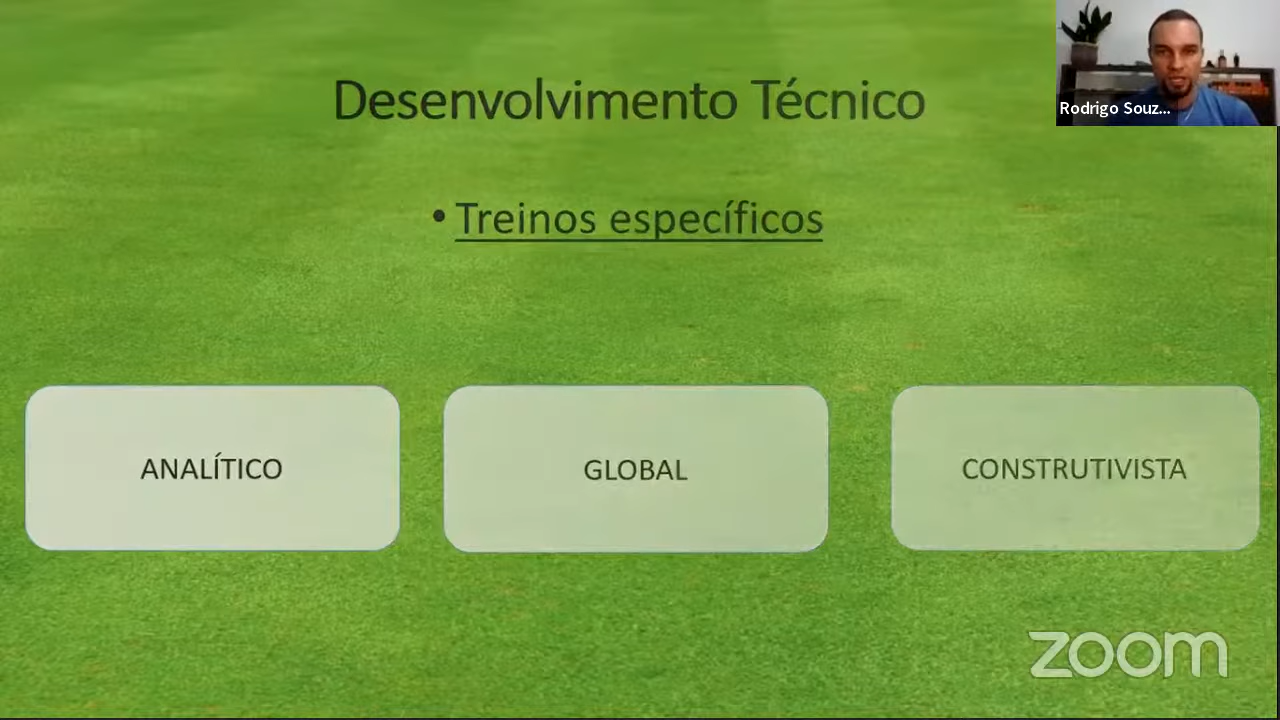 Desenvolvimento Técnico
Rodrigo Souz...
• Treinos específicos
ANALÍTICO
GLOBAL
CONSTRUTIVISTA
zoom